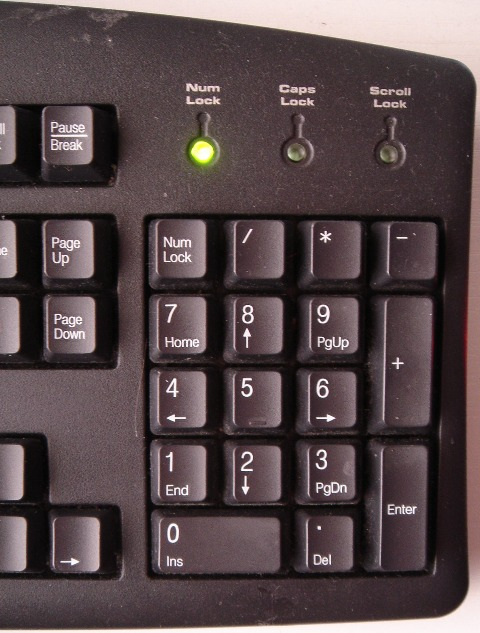 Num
Lock
Caps
Lock
Scroll
Lock
Pause
Break
Page
Up
Num
Lock
/
*
-
Page
Down
7
Home
8
↑
9
PgUp
+
4
←
5
6
→
1
End
2
↓
3
PgDn
Enter
→
0
Ins
.
Del